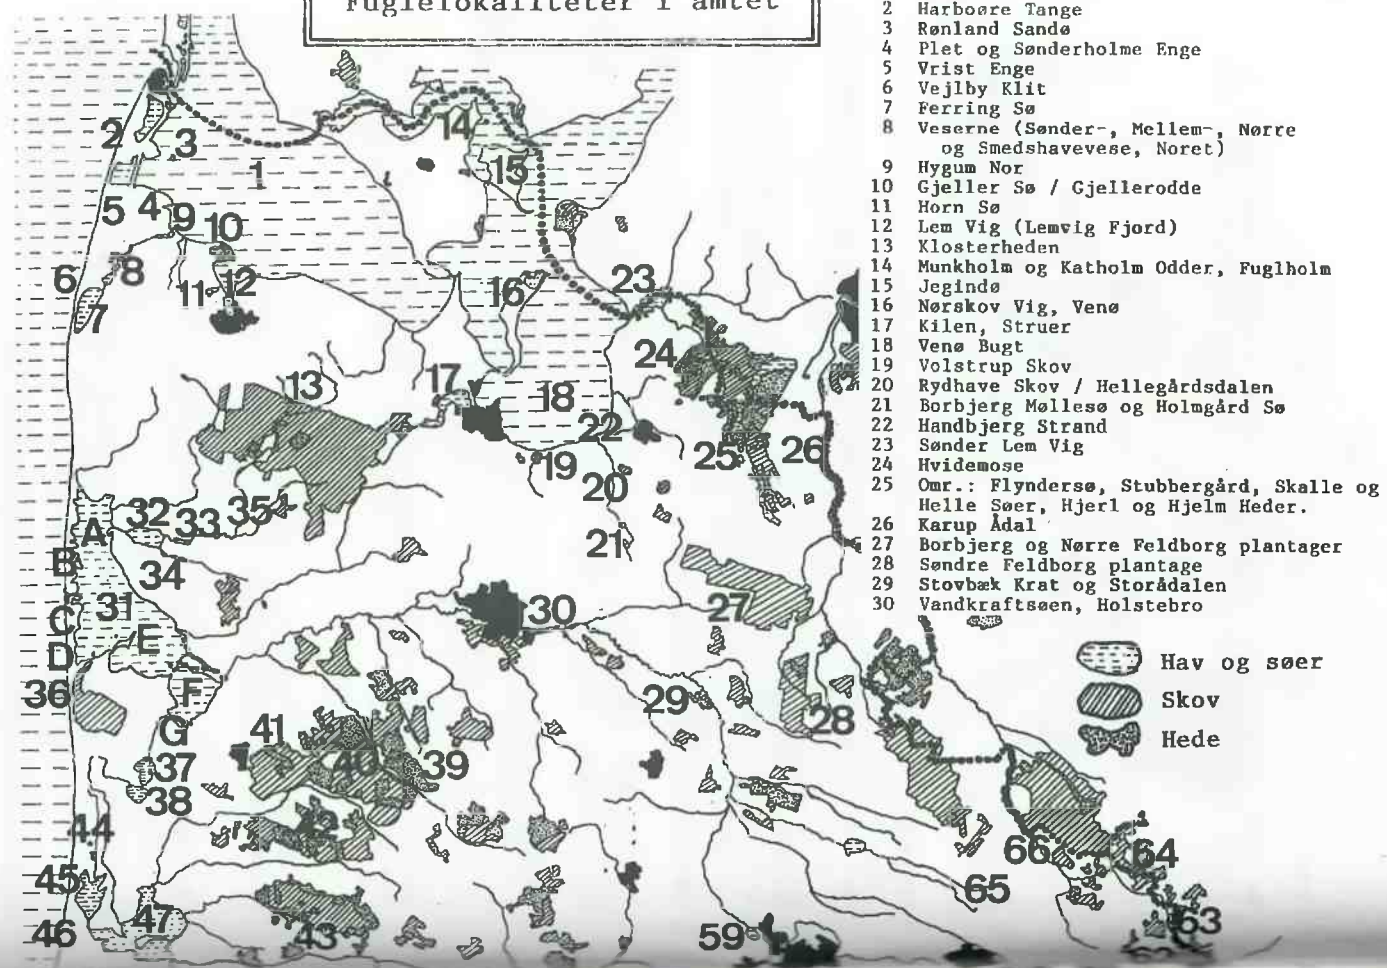 Fuglelokaliteter i amtet
2 Harboøre Tange
3 Rønland Sandø
4 Plet og Sønderholme Enge
5 Vrist Enge
6 Vejlby Klit
7 Ferring Sø
8 Veserne (Sønder-, Mellem-, Nørre
og Smedshavevese, Noret)
9 Hygum Nor
10 Gjeller Sø / Gjellerodde
11 Horn Sø
12 Lem Vig (Lemvig Fjord)
13 Klosterheden
14 Munkholm og Katholm Odder, Fuglholm
15 Jegindø
16 Nørskov Vig, Venø
17 Kilen, Struer
18 Venø Bugt
19 Volstrup Skov
20 Rydhave Skov / Hellegårdsdalen
21 Borbjerg Møllesø og Holmgård Sø
22 Handbjerg Strand
23 Sønder Lem Vig
24 Hvidemose
25 Omr.: Flyndersø, Stubbergård, Skalle og
Helle Søer, Hjerl og Hjelm Heder.
26 Karup Ådal
27 Borbjerg og Nørre Feldborg plantager
28 Søndre Feldborg plantage
29 Stovbæk Krat og Storådalen
30 Vandkraftsøen, Holstebro
Hav og søer
Skov
Hede
2
3
14
1
15
5
4
9
10
6
8
11
12
16
23
7
24
13
17
18
22
25
26
19
20
32
33
35
A
21
B
34
31
C
30
27
E
D
36
F
29
28
G
41
37
40
39
38
44
42
66
64
45
65
46
47
43
59
63